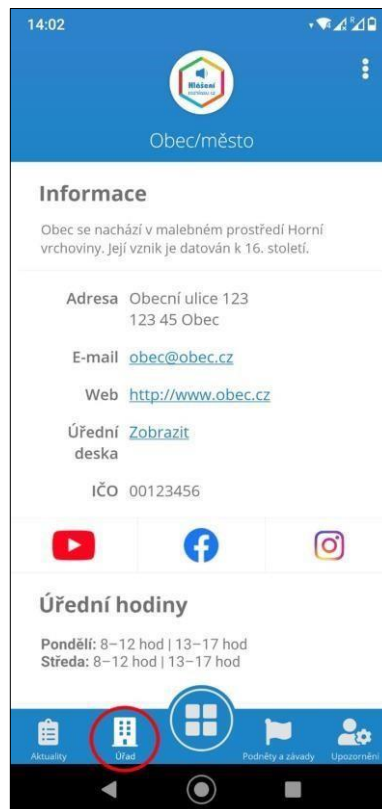 14:02
Hlášení
Obec/město
Informace
Obec se nachází v malebném prostředí Horní
vrchoviny. Její vznik je datován k 16. století.
Adresa Obecní ulice 123
123 45 Obec
E-mail obec@obec.cz
Web http://www.obec.cz
Úřední Zobrazit
deska
IČO 00123456
Úřední hodiny
Pondělí: 8–12 hod | 13–17 hod
Středa: 8–12 hod | 13–17 hod
Aktuality Úřad Podněty a závady Upozornění